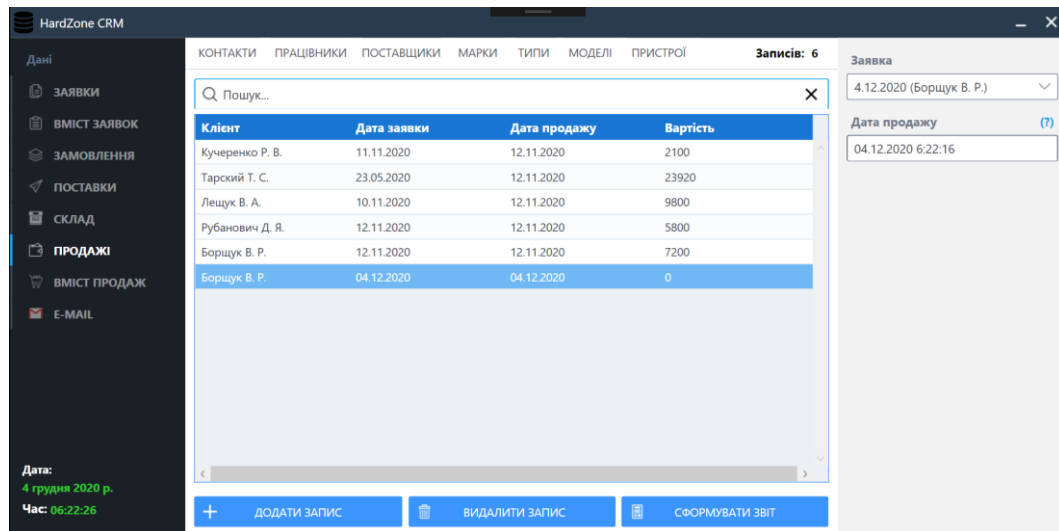 HardZone CRM
Дані
ЗАЯВКИ
ВМІСТ ЗАЯВОК
ЗАМОВЛЕННЯ
ПОСТАВКИ
СКЛАД
ПРОДАЖІ
ВМІСТ ПРОДАЖ
E-MAIL
Дата:
4 грудня 2020 р.
Час: 06:22:26
КОНТАКТИ ПРАЦІВНИКИ ПОСТАВЩИКИ МАРКИ ТИПИ МОДЕЛІ ПРИСТРОЇ Записів: 6
Пошук...
Клієнт Дата заявки Дата продажу Вартість
Кучеренко Р. В. 11.11.2020 12.11.2020 2100
Тарский Т. С. 23.05.2020 12.11.2020 23920
Лещук В. А. 10.11.2020 12.11.2020 9800
Рубанович Д. Я. 12.11.2020 12.11.2020 5800
Борщук В. Р. 12.11.2020 12.11.2020 7200
Борщук В. Р. 04.12.2020 04.12.2020 0
ДОДАТИ ЗАПИС ВИДАЛИТИ ЗАПИС СФОРМУВАТИ ЗВІТ
Заявка
4.12.2020 (Борщук В. Р.)
Дата продажу (?)
04.12.2020 6:22:16